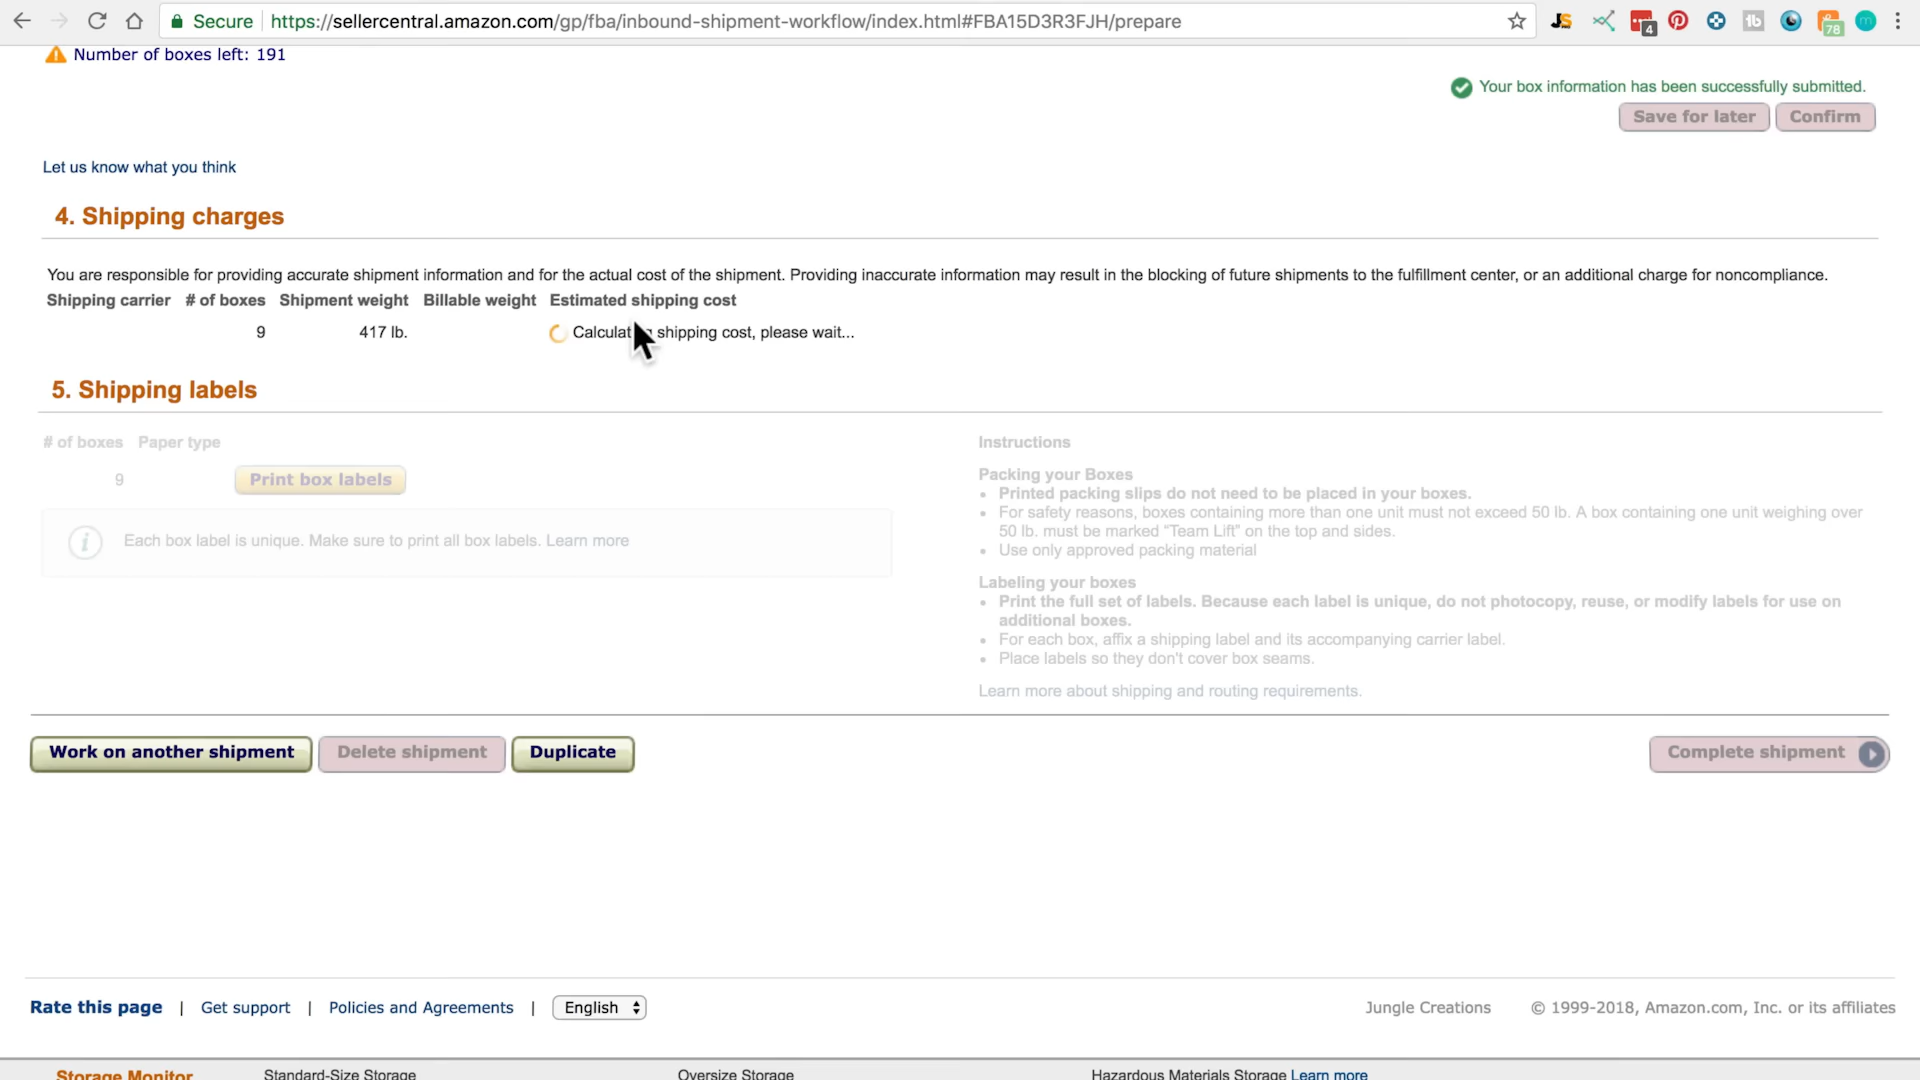 Secure https://sellercentral.amazon.com/gp/fba/inbound-shipment-workflow/index.html#FBA15D3R3FJH/prepare
JS 4 tb 78 m
Number of boxes left: 191
Your box information has been successfully submitted.
Save for later Confirm
Let us know what you think
4. Shipping charges
You are responsible for providing accurate shipment information and for the actual cost of the shipment. Providing inaccurate information may result in the blocking of future shipments to the fulfillment center, or an additional charge for noncompliance.
Shipping carrier # of boxes Shipment weight Billable weight Estimated shipping cost
9 417 lb. shipping cost, please wait...
5. Shipping labels
# of boxes Paper type
9 Print box labels
i Each box label is unique. Make sure to print all box labels. Learn more
Instructions
Packing your Boxes
• Printed packing slips do not need to be placed in your boxes.
• For safety reasons, boxes containing more than one unit must not exceed 50 lb. A box containing one unit weighing over
50 lb. must be marked “Team Lift” on the top and sides.
• Use only approved packing material
Labeling your boxes
• Print the full set of labels. Because each label is unique, do not photocopy, reuse, or modify labels for use on
additional boxes.
• For each box, affix a shipping label and its accompanying carrier label.
• Place labels so they don't cover box seams.
Learn more about shipping and routing requirements.
Work on another shipment Delete shipment Duplicate Complete shipment
Rate this page | Get support | Policies and Agreements | English Jungle Creations © 1999-2018, Amazon.com, Inc. or its affiliates
Storage Monitor Standard-Size Storage Oversize Storage Hazardous Materials Storage Learn more